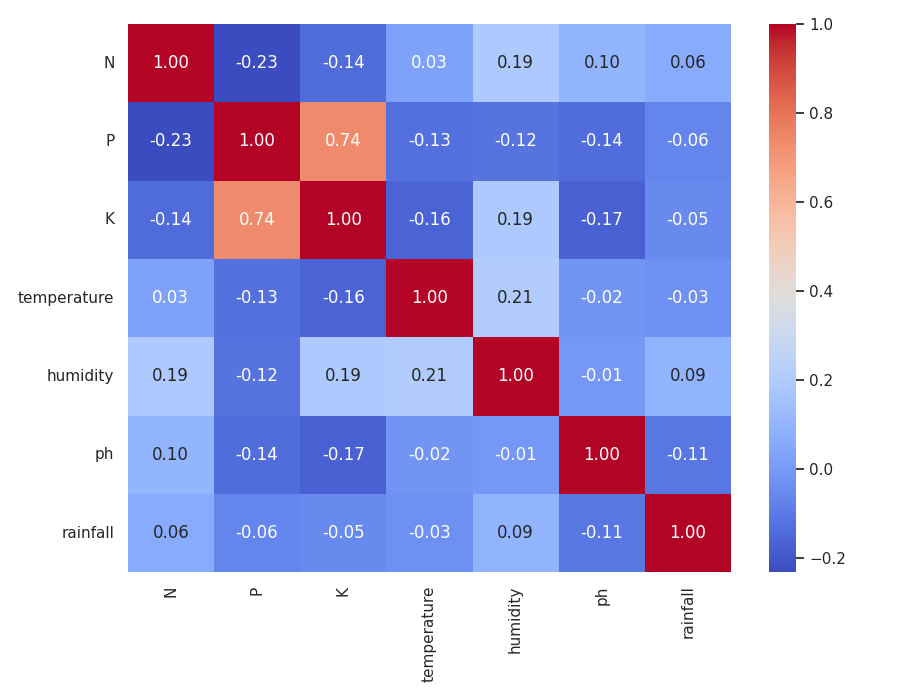 N 1.00 -0.23 -0.14 0.03 0.19 0.10 0.06
P -0.23 1.00 0.74 -0.13 -0.12 -0.14 -0.06
K -0.14 0.74 1.00 -0.16 0.19 -0.17 -0.05
temperature 0.03 -0.13 -0.16 1.00 0.21 -0.02 -0.03
humidity 0.19 -0.12 0.19 0.21 1.00 -0.01 0.09
ph 0.10 -0.14 -0.17 -0.02 -0.01 1.00 -0.11
rainfall 0.06 -0.06 -0.05 -0.03 0.09 -0.11 1.00
N P K temperature humidity ph rainfall
1.0
0.8
0.6
0.4
0.2
0.0
−0.2